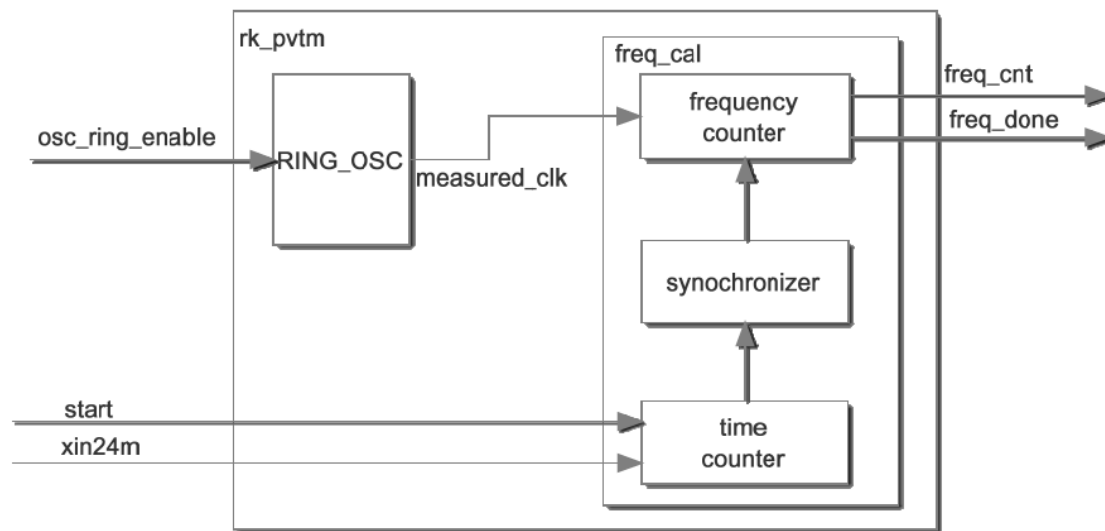 rk_pvtm
freq_cal
freq_cnt
frequency
counter
freq_done
osc_ring_enable
RING_OSC
measured_clk
synochronizer
start
xin24m
time
counter